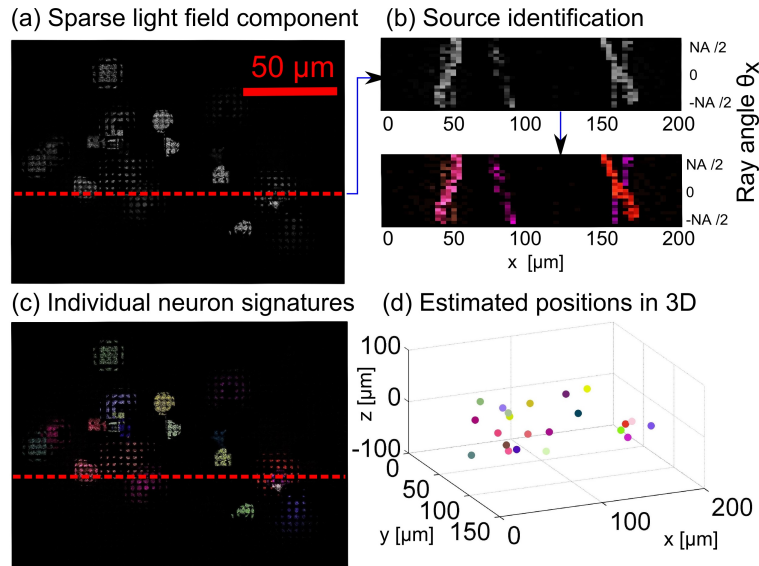 (a) Sparse light field component
50 µm
(b) Source identification
NA /2
0
-NA /2
0 50 100 150 200
NA /2
0
-NA /2
0 50 100 150 200
x [µm]
Ray angle θx
(c) Individual neuron signatures
(d) Estimated positions in 3D
100
0
-100
z [µm]
0
50
100
150
y [µm]
0
100
200
x [µm]